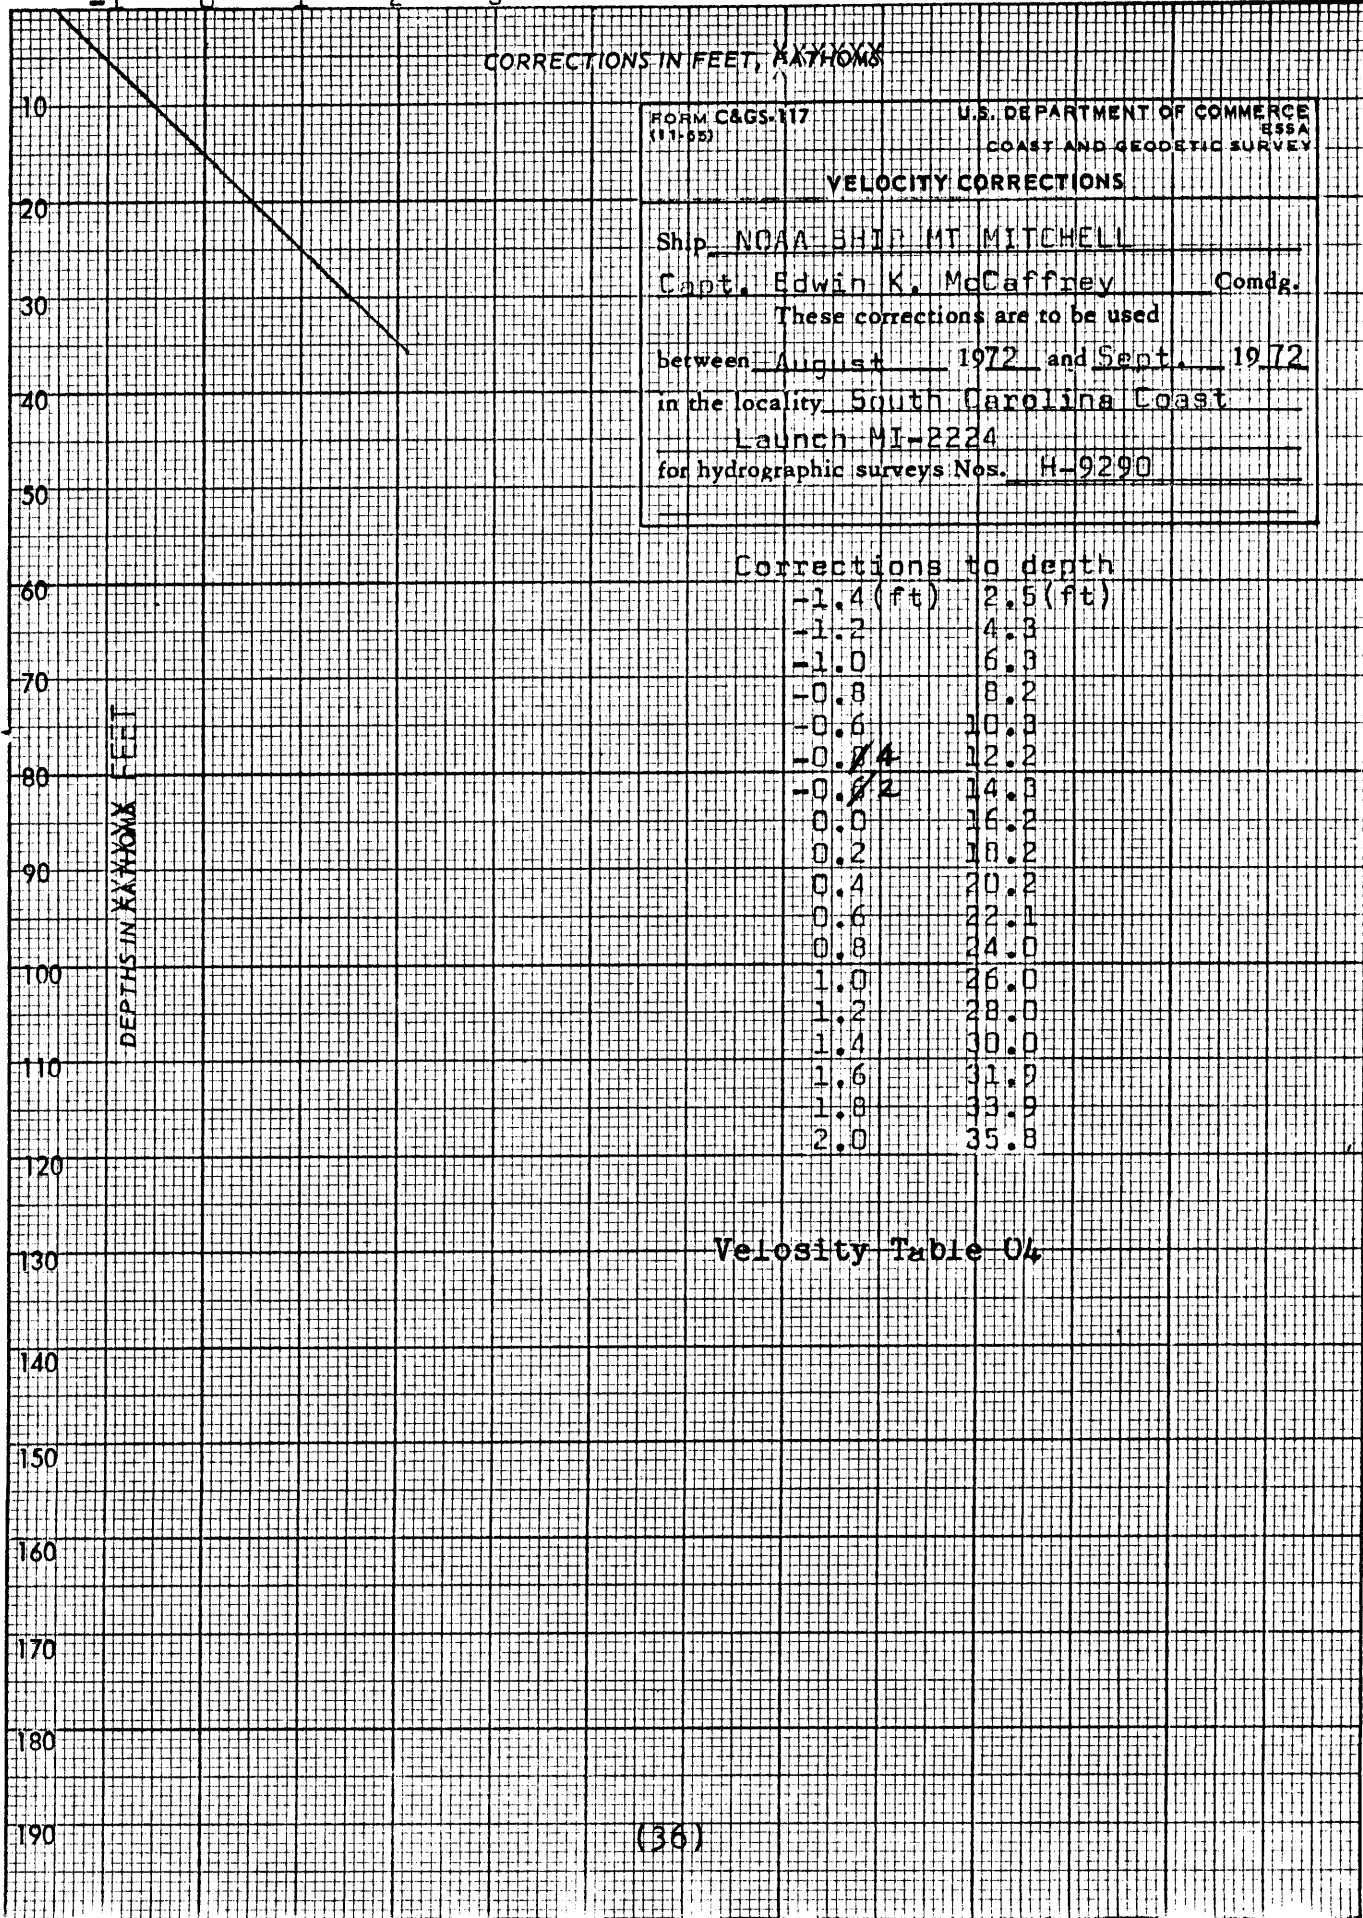 -1 0 1 2 3
CORRECTIONS IN FEET, FATHOMS
FORM C&GS-117
(11-65)
U.S. DEPARTMENT OF COMMERCE
ESSA
COAST AND GEODETIC SURVEY
VELOCITY CORRECTIONS
Ship NOAA SHIP MT MITCHELL
Capt. Edwin K. McCaffrey Comdg.
These corrections are to be used
between August 1972 and Sept. 1972
in the locality South Carolina Coast
Launch MI-2224
for hydrographic surveys Nos. H-9290
Corrections to depth
-1.4(ft) 2.5(ft)
-1.2 4.3
-1.0 6.3
-0.8 8.2
-0.6 10.3
-0.4 12.2
-0.2 14.3
0.0 16.2
0.2 18.2
0.4 20.2
0.6 22.1
0.8 24.0
1.0 26.0
1.2 28.0
1.4 30.0
1.6 31.9
1.8 33.9
2.0 35.8
Velosity Table 04
DEPTHS IN FATHOMS FEET
10
20
30
40
50
60
70
80
90
100
110
120
130
140
150
160
170
180
190
(36)